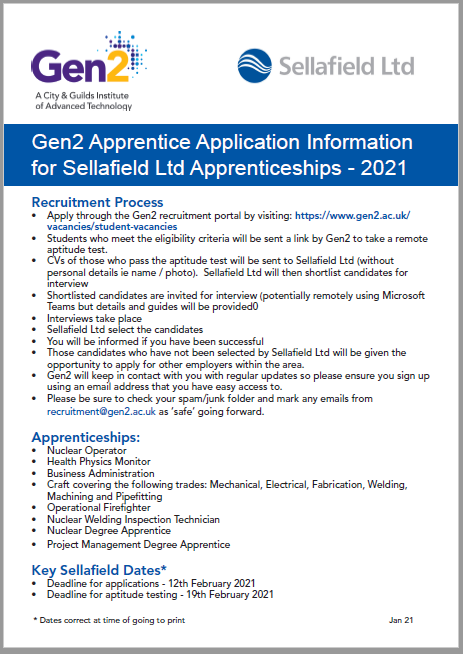 Gen2
A City & Guilds Institute
of Advanced Technology
Sellafield Ltd
Gen2 Apprentice Application Information
for Sellafield Ltd Apprenticeships - 2021
Recruitment Process
• Apply through the Gen2 recruitment portal by visiting: https://www.gen2.ac.uk/
vacancies/student-vacancies
• Students who meet the eligibility criteria will be sent a link by Gen2 to take a remote
aptitude test.
• CVs of those who pass the aptitude test will be sent to Sellafield Ltd (without
personal details ie name / photo). Sellafield Ltd will then shortlist candidates for
interview
• Shortlisted candidates are invited for interview (potentially remotely using Microsoft
Teams but details and guides will be provided0
• Interviews take place
• Sellafield Ltd select the candidates
• You will be informed if you have been successful
• Those candidates who have not been selected by Sellafield Ltd will be given the
opportunity to apply for other employers within the area.
• Gen2 will keep in contact with you with regular updates so please ensure you sign up
using an email address that you have easy access to.
• Please be sure to check your spam/junk folder and mark any emails from
recruitment@gen2.ac.uk as 'safe' going forward.
Apprenticeships:
• Nuclear Operator
• Health Physics Monitor
• Business Administration
• Craft covering the following trades: Mechanical, Electrical, Fabrication, Welding,
Machining and Pipefitting
• Operational Firefighter
• Nuclear Welding Inspection Technician
• Nuclear Degree Apprentice
• Project Management Degree Apprentice
Key Sellafield Dates*
• Deadline for applications - 12th February 2021
• Deadline for aptitude testing - 19th February 2021
* Dates correct at time of going to print
Jan 21